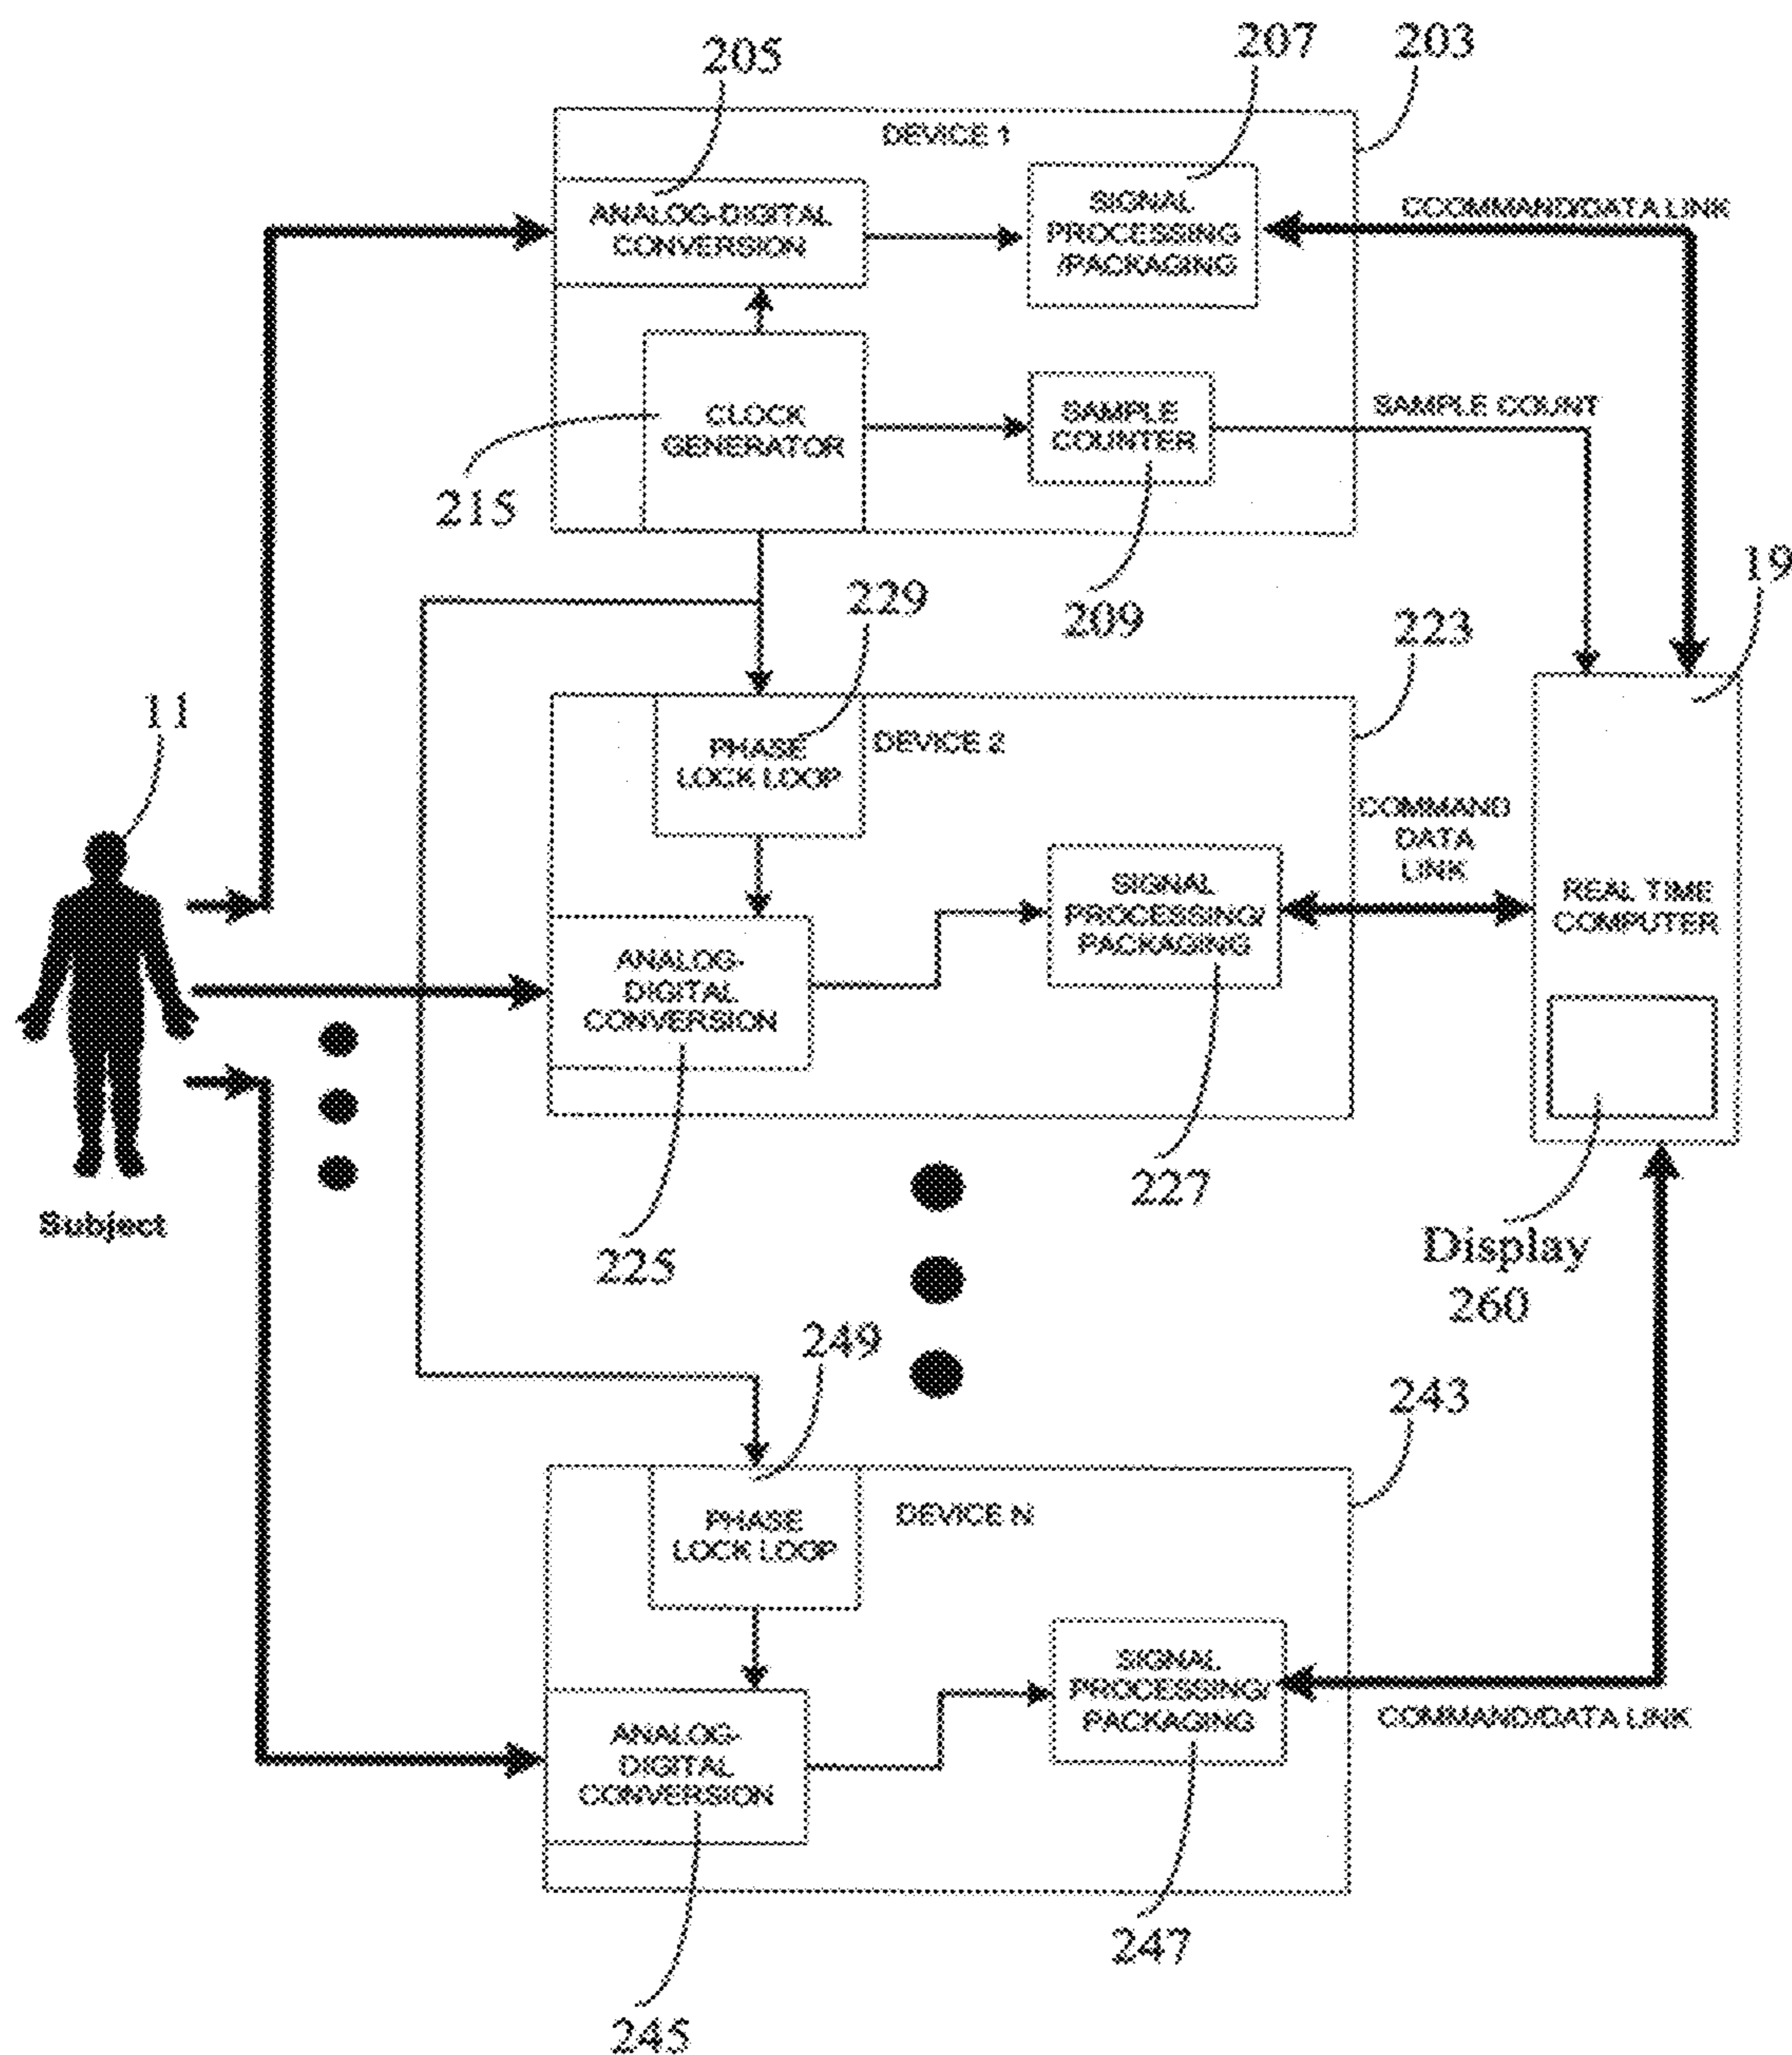 205
207
203
DEVICE 1
ANALOG-DIGITAL
CONVERSION
SIGNAL
PROCESSING
/PACKAGING
CCOMMAND/DATA LINK
CLOCK
GENERATOR
SAMPLE
COUNTER
SAMPLE COUNT
215
209
19
229
223
11
PHASE
LOCK LOOP
DEVICE 2
COMMAND
DATA
LINK
SIGNAL
PROCESSING/
PACKAGING
REAL TIME
COMPUTER
ANALOG-
DIGITAL
CONVERSION
Subject
225
227
Display
260
249
243
PHASE
LOCK LOOP
DEVICE N
SIGNAL
PROCESSING/
PACKAGING
COMMAND/DATA LINK
ANALOG-
DIGITAL
CONVERSION
247
245